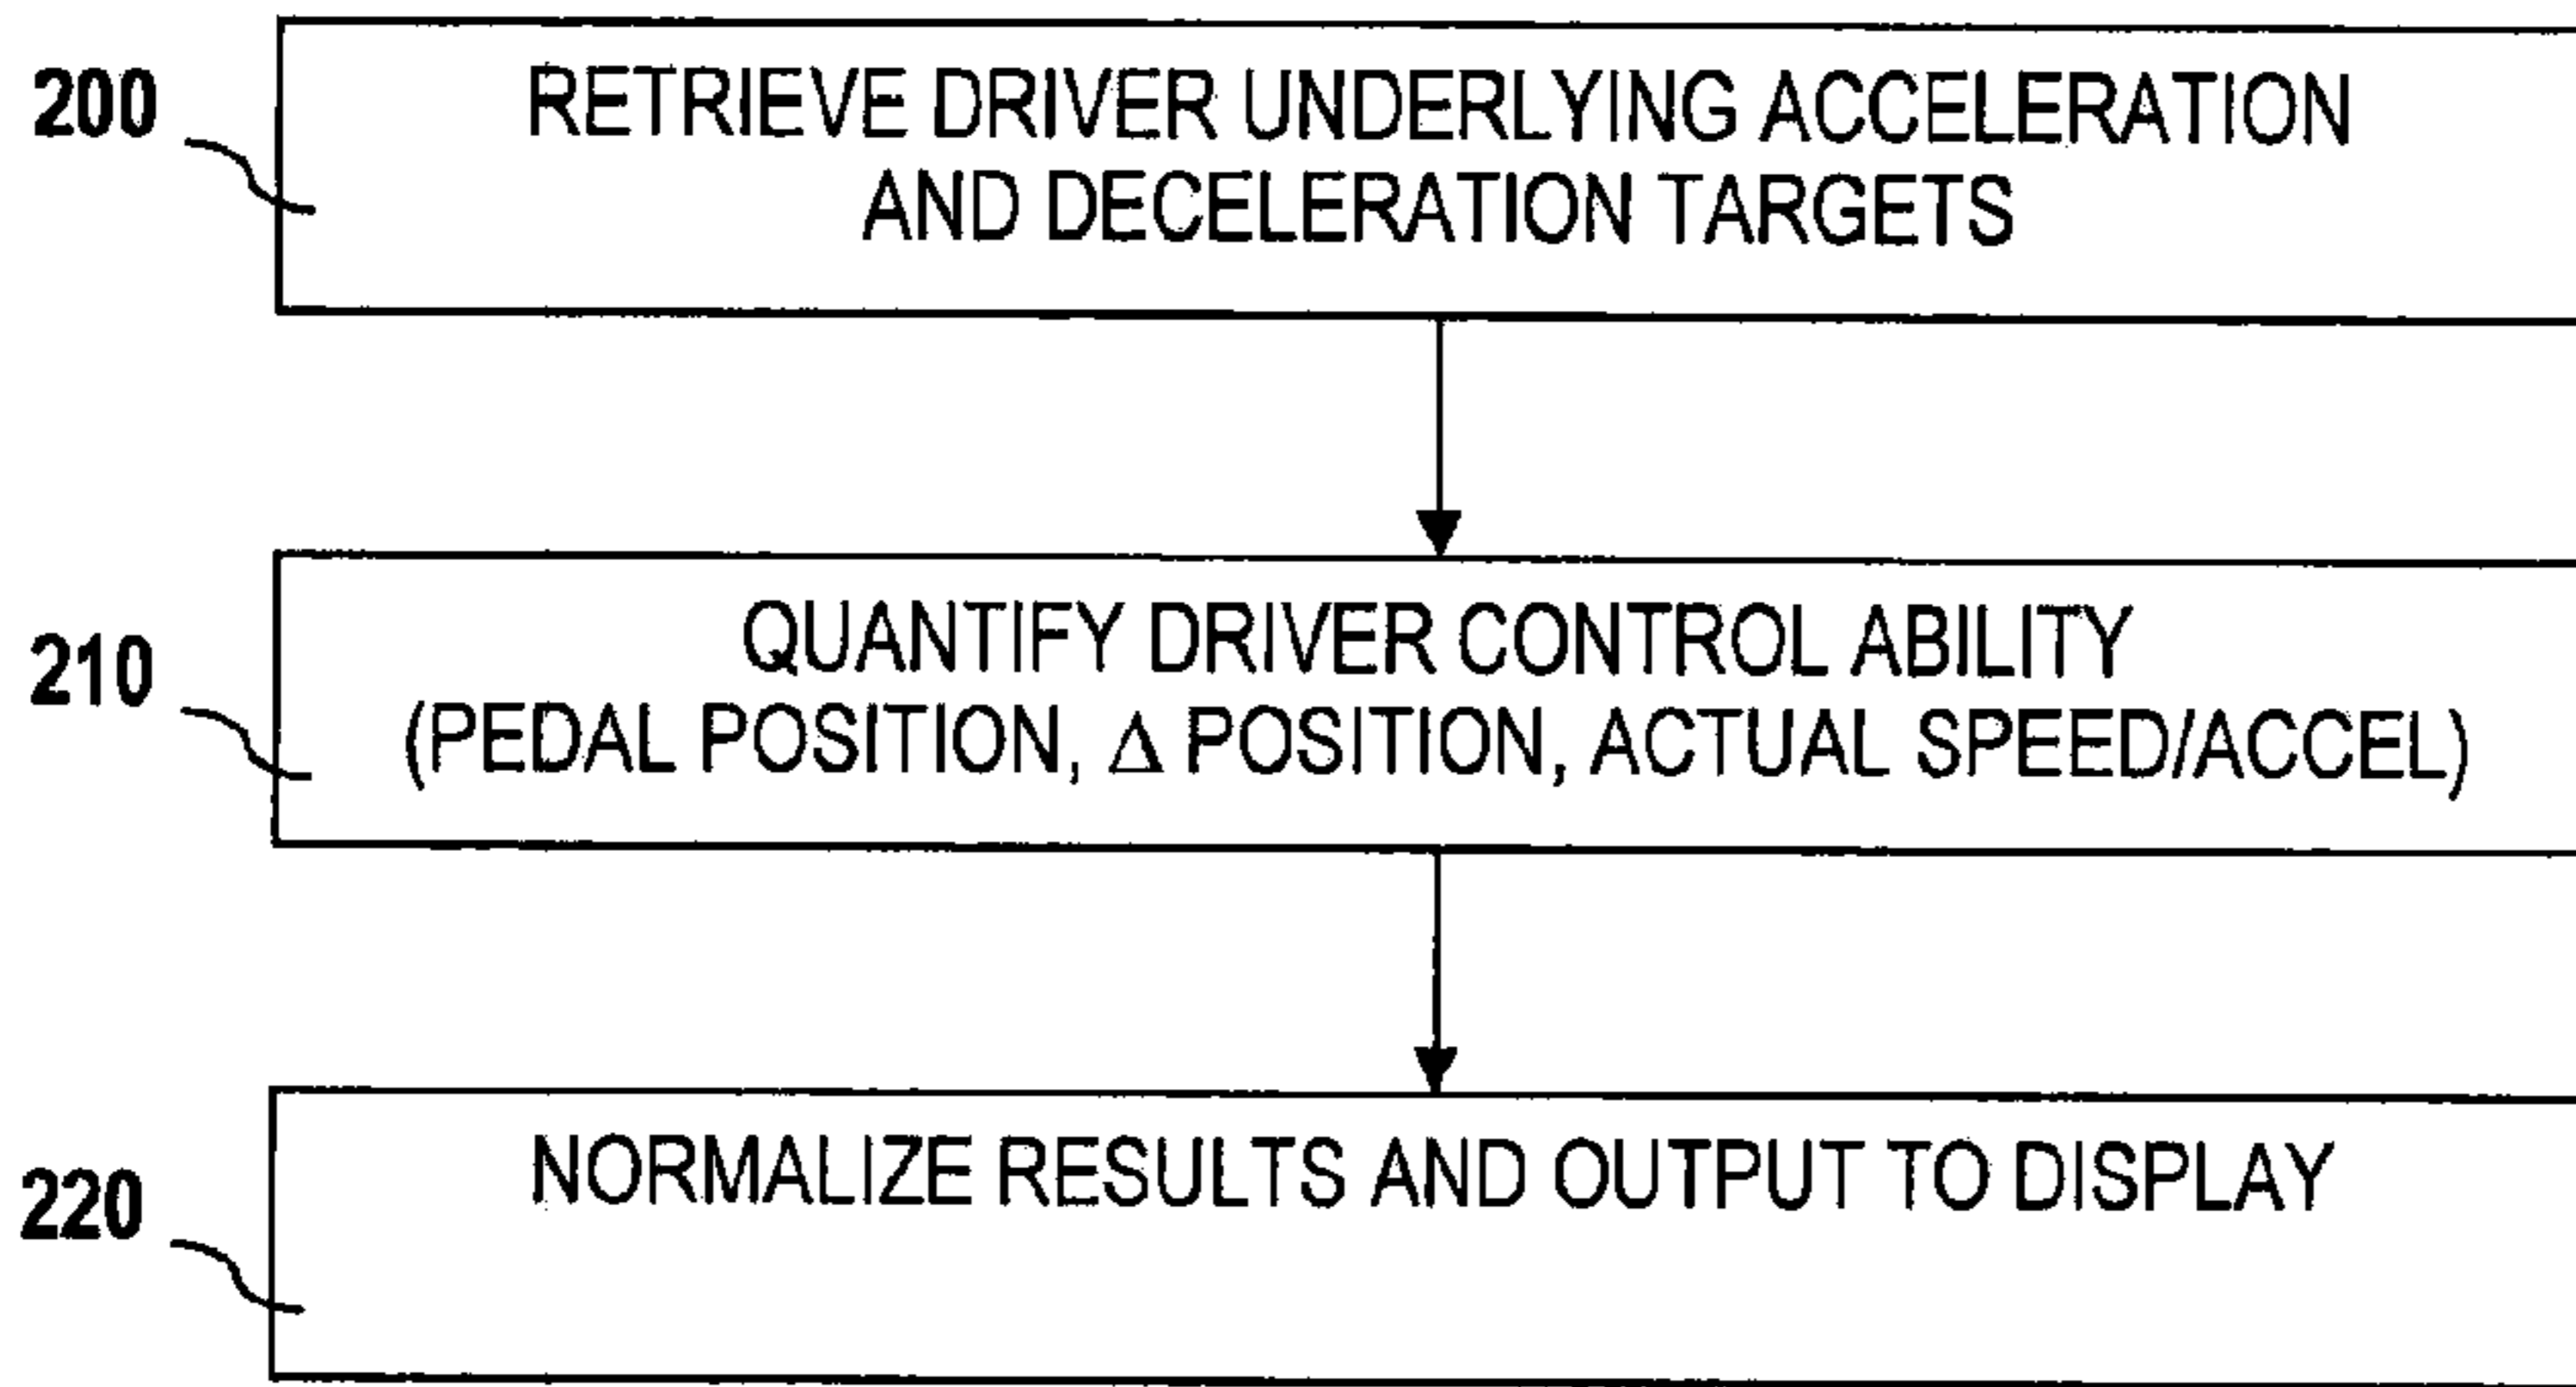 200
RETRIEVE DRIVER UNDERLYING ACCELERATION
AND DECELERATION TARGETS
210
QUANTIFY DRIVER CONTROL ABILITY
(PEDAL POSITION, Δ POSITION, ACTUAL SPEED/ACCEL)
220
NORMALIZE RESULTS AND OUTPUT TO DISPLAY